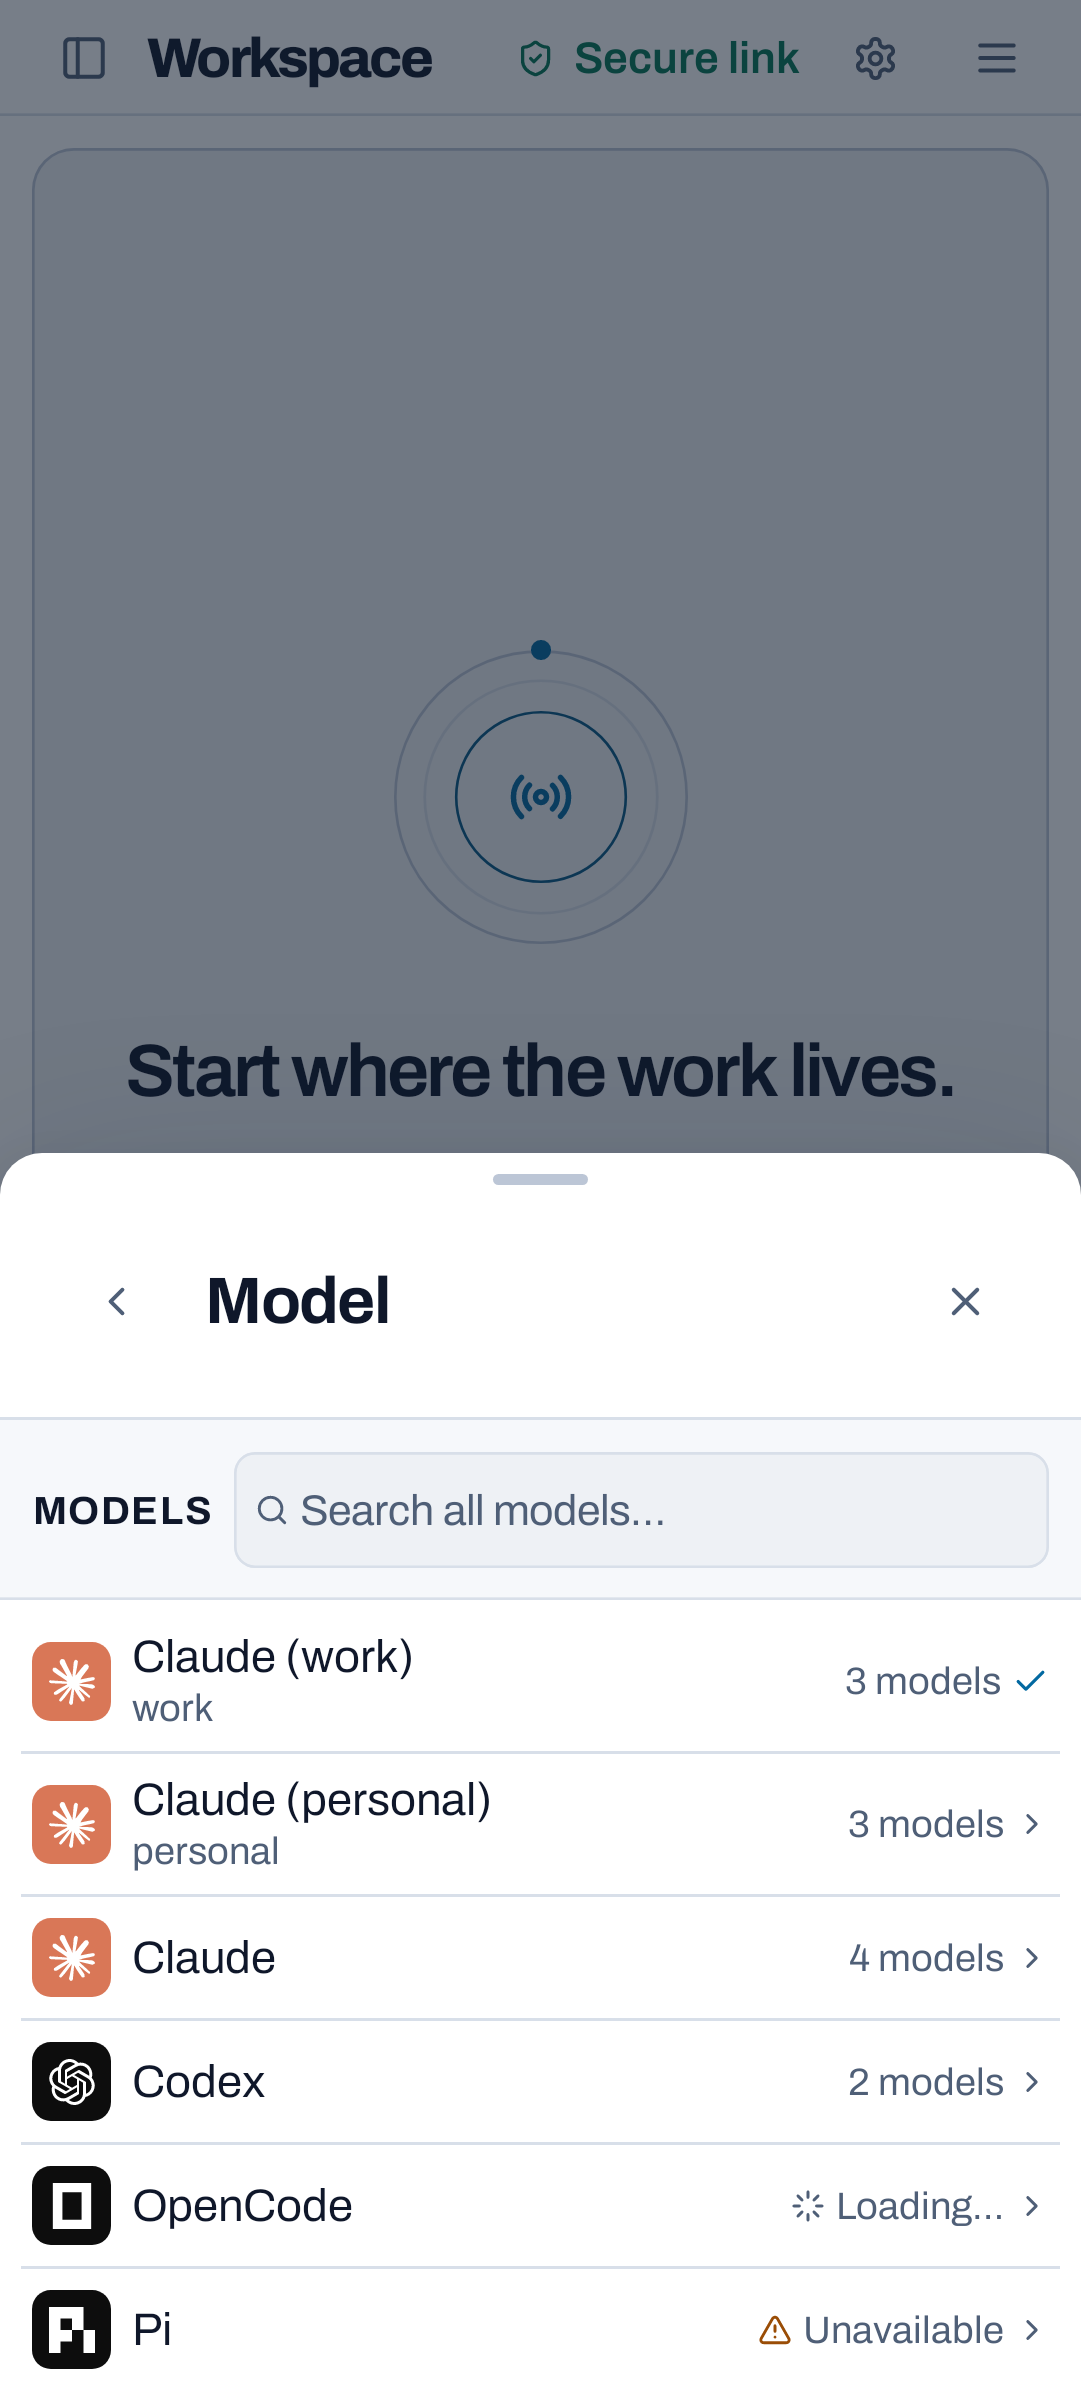 Workspace
Secure link
Start where the work lives.
Model
MODELS
Search all models...
Claude (work)
work
3 models
Claude (personal)
personal
3 models
Claude
4 models
Codex
2 models
OpenCode
Loading...
Pi
Unavailable